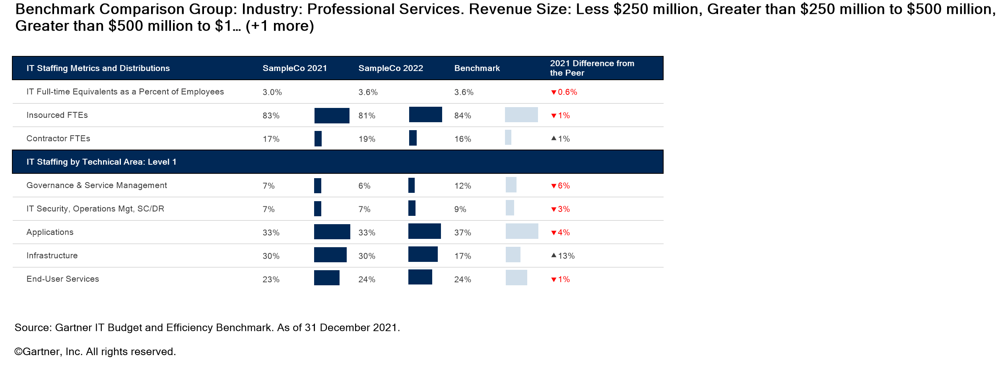 Benchmark Comparison Group: Industry: Professional Services. Revenue Size: Less $250 million, Greater than $250 million to $500 million,
Greater than $500 million to $1... (+1 more)
IT Staffing Metrics and Distributions SampleCo 2021 SampleCo 2022 Benchmark 2021 Difference from
the Peer
IT Full-time Equivalents as a Percent of Employees 3.0% 3.6% 3.6% ▼0.6%
Insourced FTEs 83% 81% 84% ▼1%
Contractor FTEs 17% 19% 16% ▲1%
IT Staffing by Technical Area: Level 1
Governance & Service Management 7% 6% 12% ▼6%
IT Security, Operations Mgt, SC/DR 7% 7% 9% ▼3%
Applications 33% 33% 37% ▼4%
Infrastructure 30% 30% 17% ▲13%
End-User Services 23% 24% 24% ▼1%
Source: Gartner IT Budget and Efficiency Benchmark. As of 31 December 2021.
©Gartner, Inc. All rights reserved.